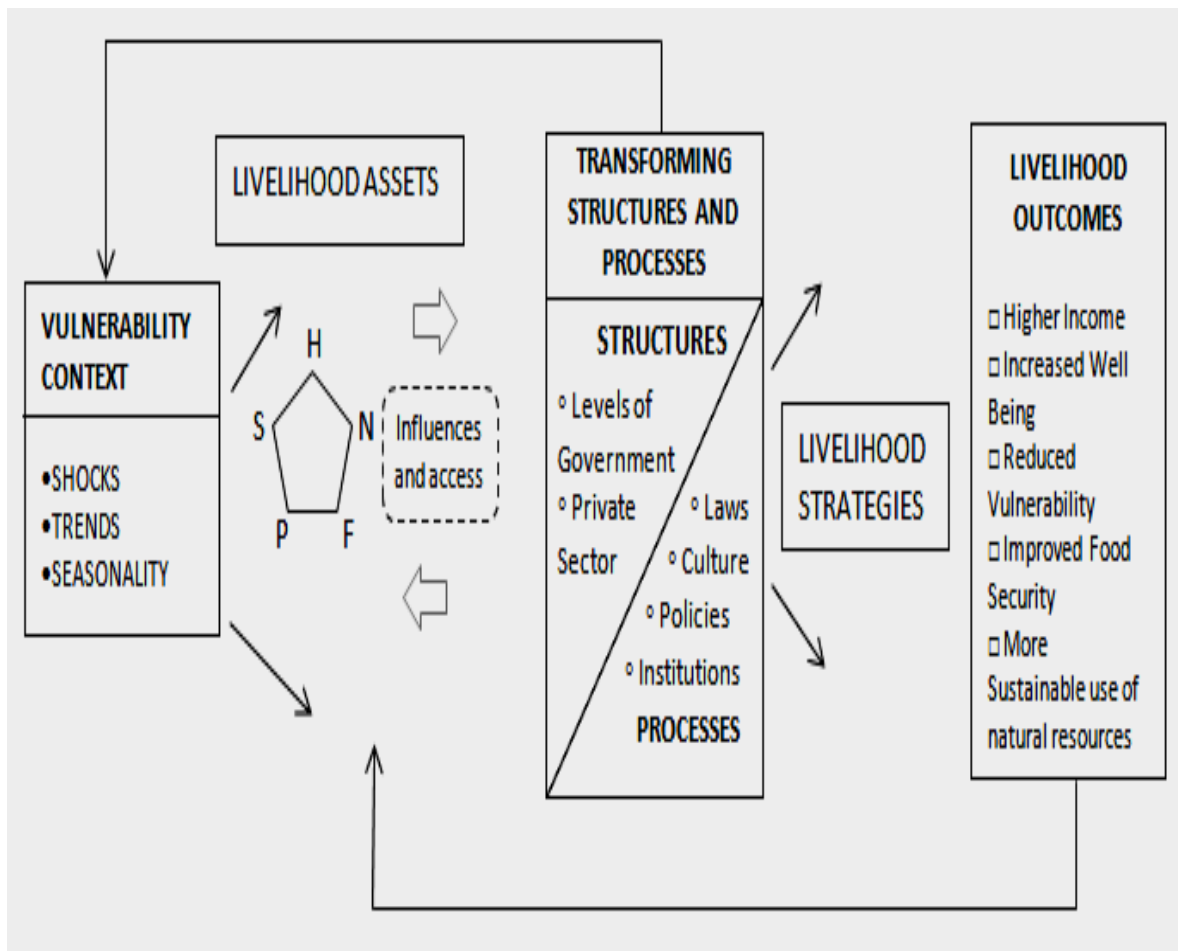 LIVELIHOOD ASSETS
VULNERABILITY
CONTEXT
•SHOCKS
•TRENDS
•SEASONALITY
H
S
N
P
F
Influences
and access
TRANSFORMING
STRUCTURES AND
PROCESSES
STRUCTURES
° Levels of
Government
° Private
Sector
° Laws
° Culture
° Policies
° Institutions
PROCESSES
LIVELIHOOD
STRATEGIES
LIVELIHOOD
OUTCOMES
□ Higher Income
□ Increased Well
Being
□ Reduced
Vulnerability
□ Improved Food
Security
□ More
Sustainable use of
natural resources